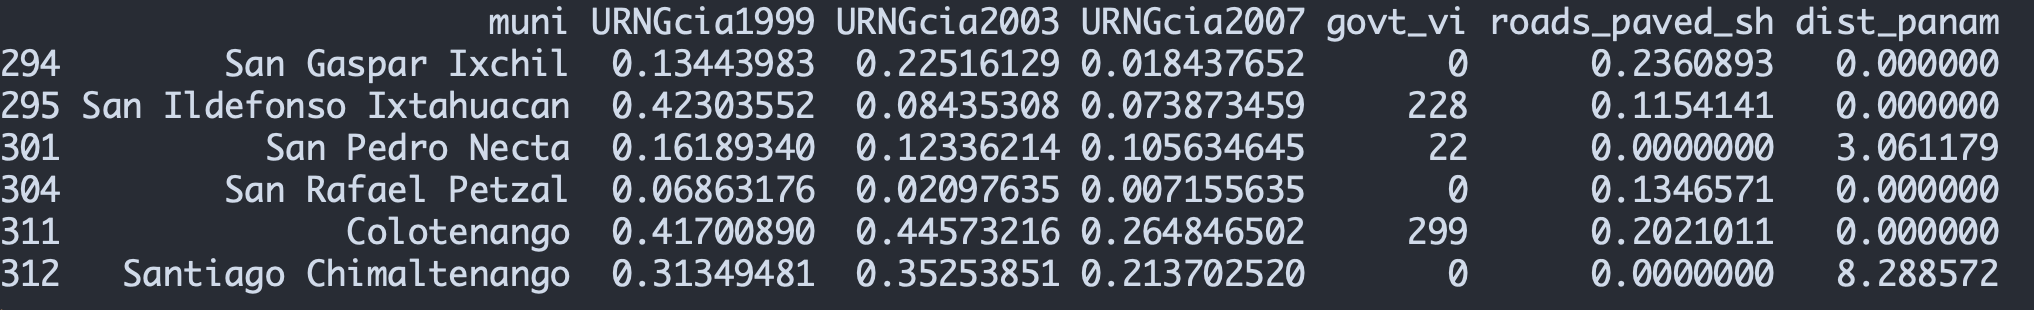 muni URNGcia1999 URNGcia2003 URNGcia2007 govt_vi roads_paved_sh dist_panam
294 San Gaspar Ixchil 0.13443983 0.22516129 0.018437652 0 0.2360893 0.000000
295 San Ildefonso Ixtahuacan 0.42303552 0.08435308 0.073873459 228 0.1154141 0.000000
301 San Pedro Necta 0.16189340 0.12336214 0.105634645 22 0.0000000 3.061179
304 San Rafael Petzal 0.06863176 0.02097635 0.007155635 0 0.1346571 0.000000
311 Colotenango 0.41700890 0.44573216 0.264846502 299 0.2021011 0.000000
312 Santiago Chimaltenango 0.31349481 0.35253851 0.213702520 0 0.0000000 8.288572